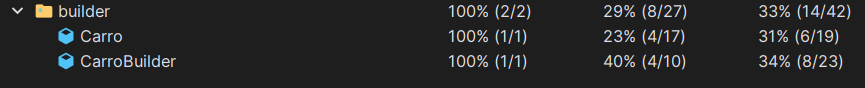 builder 100% (2/2) 29% (8/27) 33% (14/42)
Carro 100% (1/1) 23% (4/17) 31% (6/19)
CarroBuilder 100% (1/1) 40% (4/10) 34% (8/23)